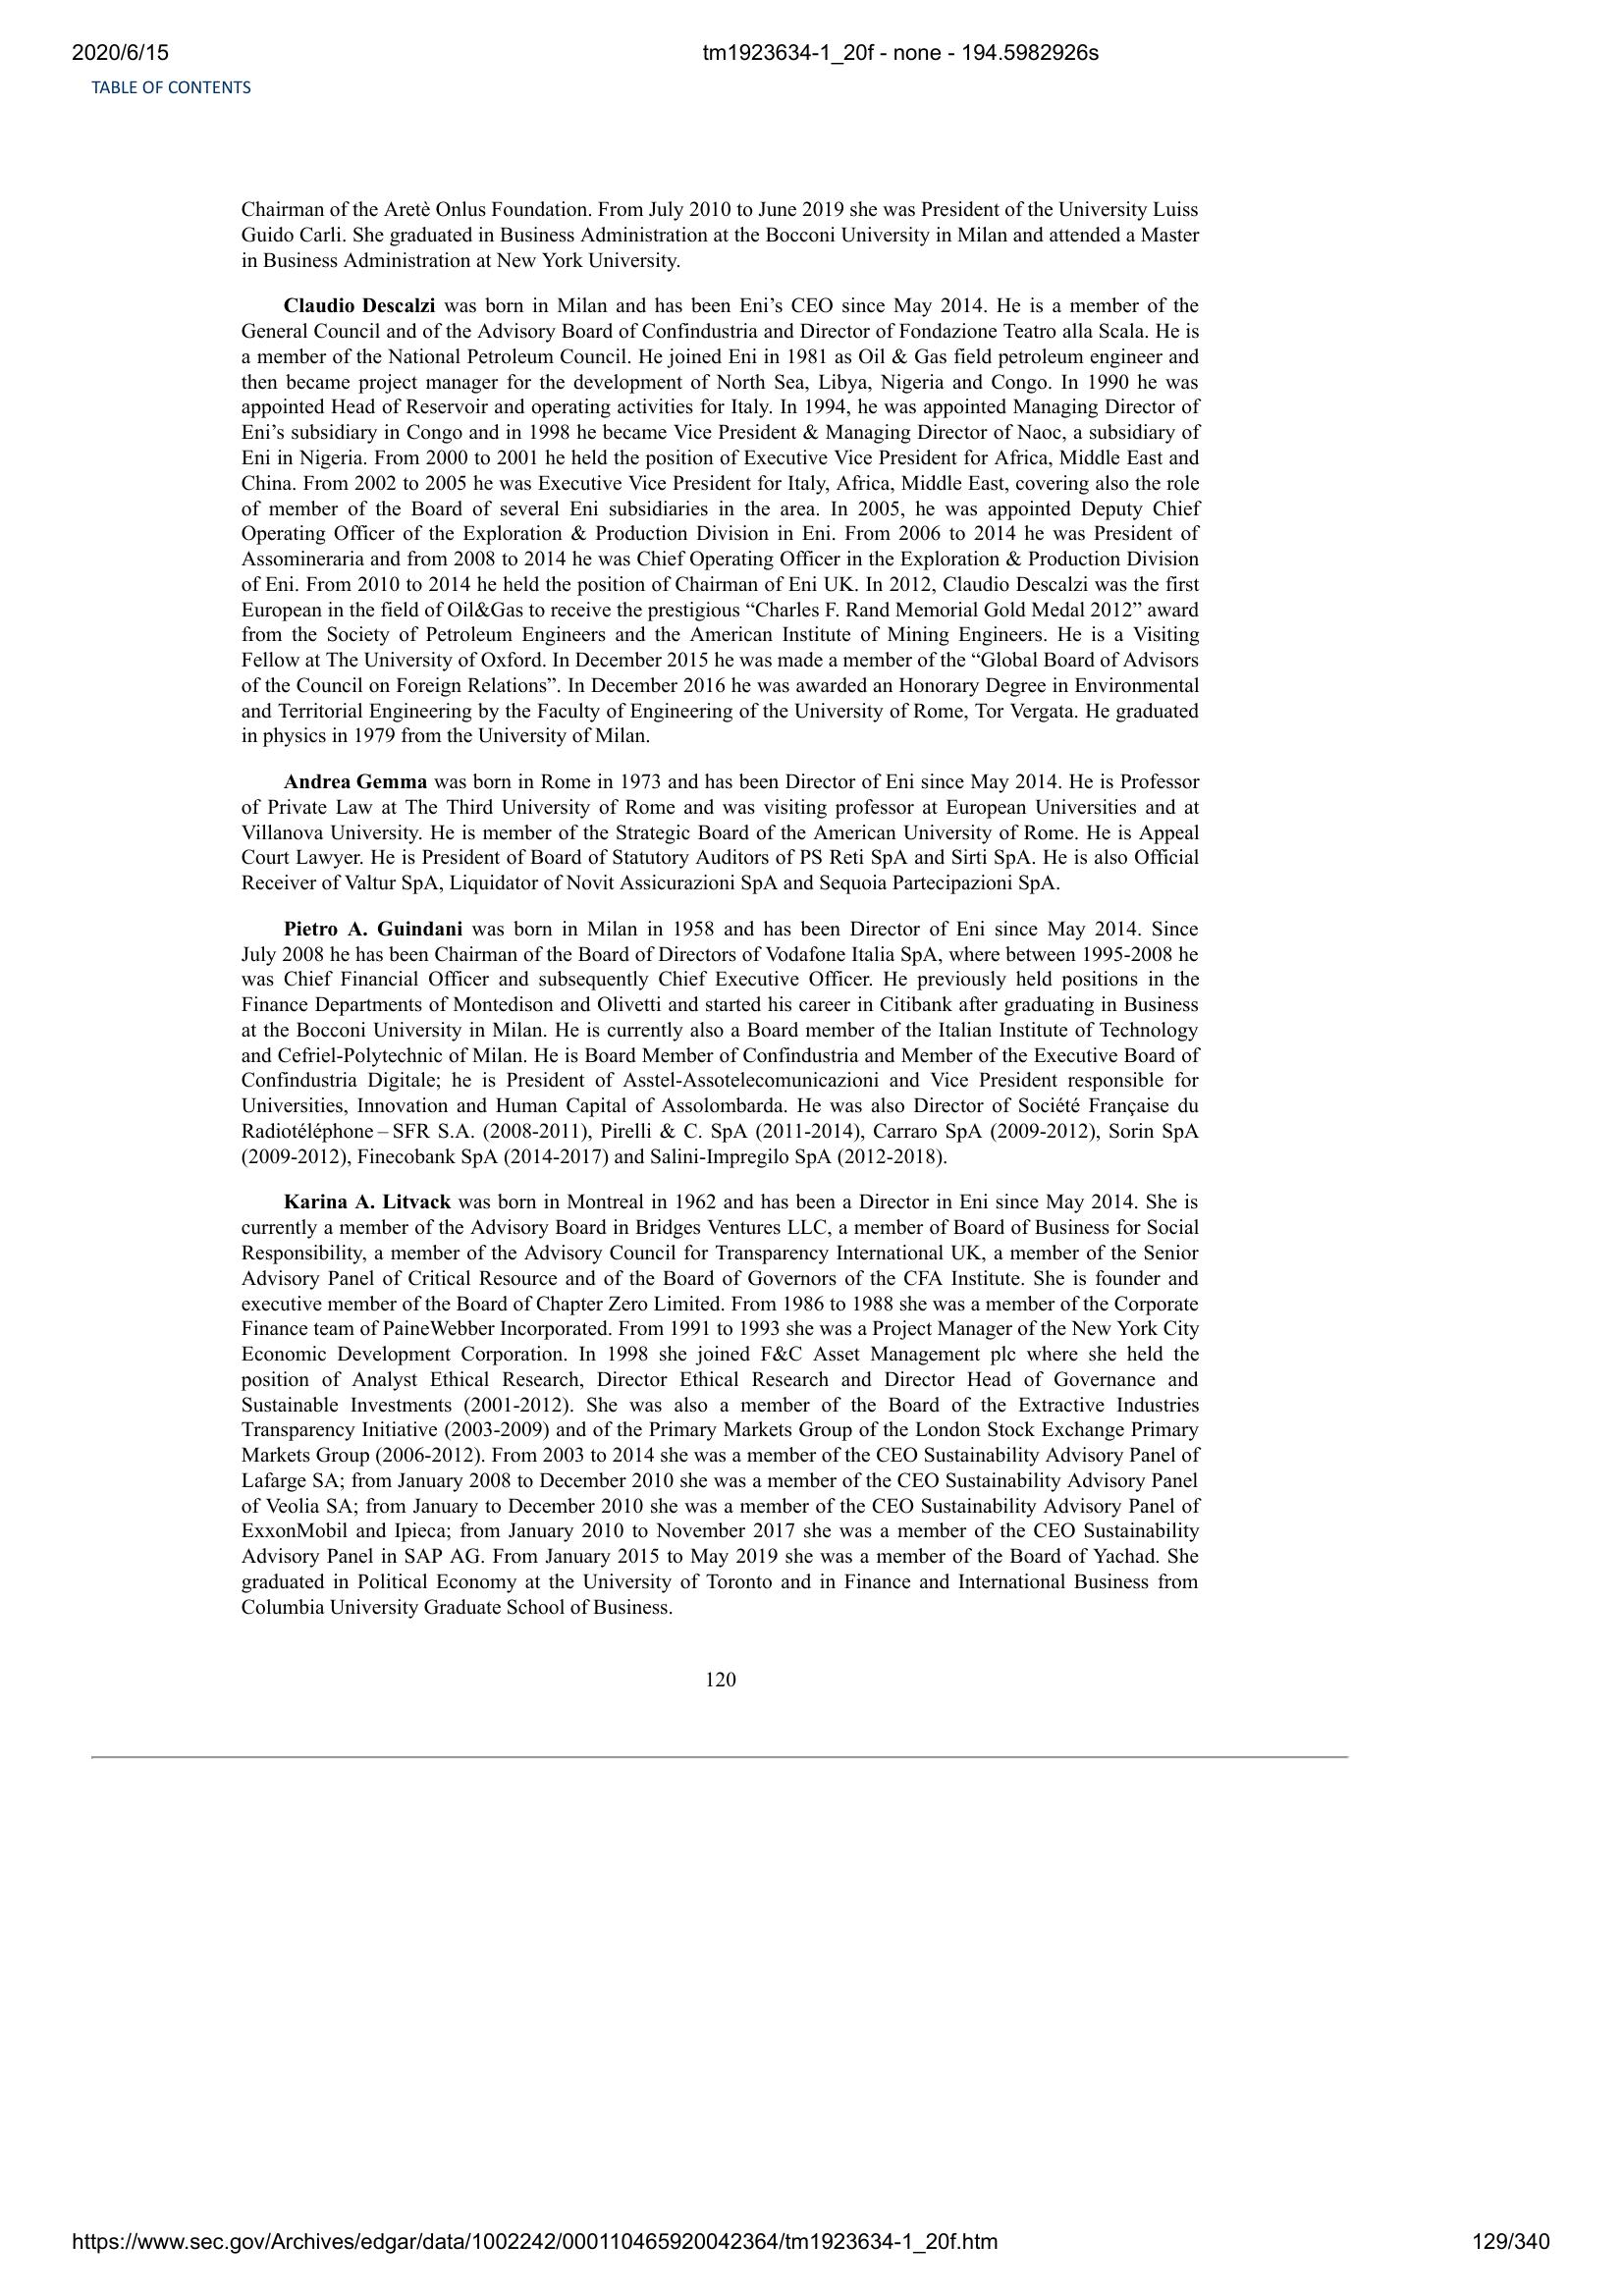 2020/6/15
tm1923634-1_20f - none - 194.5982926s
TABLE OF CONTENTS
Chairman of the Aretè Onlus Foundation. From July 2010 to June 2019 she was President of the University Luiss
Guido Carli. She graduated in Business Administration at the Bocconi University in Milan and attended a Master
in Business Administration at New York University.
Claudio Descalzi was born in Milan and has been Eni’s CEO since May 2014. He is a member of the
General Council and of the Advisory Board of Confindustria and Director of Fondazione Teatro alla Scala. He is
a member of the National Petroleum Council. He joined Eni in 1981 as Oil & Gas field petroleum engineer and
then became project manager for the development of North Sea, Libya, Nigeria and Congo. In 1990 he was
appointed Head of Reservoir and operating activities for Italy. In 1994, he was appointed Managing Director of
Eni’s subsidiary in Congo and in 1998 he became Vice President & Managing Director of Naoc, a subsidiary of
Eni in Nigeria. From 2000 to 2001 he held the position of Executive Vice President for Africa, Middle East and
China. From 2002 to 2005 he was Executive Vice President for Italy, Africa, Middle East, covering also the role
of member of the Board of several Eni subsidiaries in the area. In 2005, he was appointed Deputy Chief
Operating Officer of the Exploration & Production Division in Eni. From 2006 to 2014 he was President of
Assomineraria and from 2008 to 2014 he was Chief Operating Officer in the Exploration & Production Division
of Eni. From 2010 to 2014 he held the position of Chairman of Eni UK. In 2012, Claudio Descalzi was the first
European in the field of Oil&Gas to receive the prestigious “Charles F. Rand Memorial Gold Medal 2012” award
from the Society of Petroleum Engineers and the American Institute of Mining Engineers. He is a Visiting
Fellow at The University of Oxford. In December 2015 he was made a member of the “Global Board of Advisors
of the Council on Foreign Relations”. In December 2016 he was awarded an Honorary Degree in Environmental
and Territorial Engineering by the Faculty of Engineering of the University of Rome, Tor Vergata. He graduated
in physics in 1979 from the University of Milan.
Andrea Gemma was born in Rome in 1973 and has been Director of Eni since May 2014. He is Professor
of Private Law at The Third University of Rome and was visiting professor at European Universities and at
Villanova University. He is member of the Strategic Board of the American University of Rome. He is Appeal
Court Lawyer. He is President of Board of Statutory Auditors of PS Reti SpA and Sirti SpA. He is also Official
Receiver of Valtur SpA, Liquidator of Novit Assicurazioni SpA and Sequoia Partecipazioni SpA.
Pietro A. Guindani was born in Milan in 1958 and has been Director of Eni since May 2014. Since
July 2008 he has been Chairman of the Board of Directors of Vodafone Italia SpA, where between 1995-2008 he
was Chief Financial Officer and subsequently Chief Executive Officer. He previously held positions in the
Finance Departments of Montedison and Olivetti and started his career in Citibank after graduating in Business
at the Bocconi University in Milan. He is currently also a Board member of the Italian Institute of Technology
and Cefriel-Polytechnic of Milan. He is Board Member of Confindustria and Member of the Executive Board of
Confindustria Digitale; he is President of Asstel-Assotelecomunicazioni and Vice President responsible for
Universities, Innovation and Human Capital of Assolombarda. He was also Director of Société Française du
Radiotéléphone – SFR S.A. (2008-2011), Pirelli & C. SpA (2011-2014), Carraro SpA (2009-2012), Sorin SpA
(2009-2012), Finecobank SpA (2014-2017) and Salini-Impregilo SpA (2012-2018).
Karina A. Litvack was born in Montreal in 1962 and has been a Director in Eni since May 2014. She is
currently a member of the Advisory Board in Bridges Ventures LLC, a member of Board of Business for Social
Responsibility, a member of the Advisory Council for Transparency International UK, a member of the Senior
Advisory Panel of Critical Resource and of the Board of Governors of the CFA Institute. She is founder and
executive member of the Board of Chapter Zero Limited. From 1986 to 1988 she was a member of the Corporate
Finance team of PaineWebber Incorporated. From 1991 to 1993 she was a Project Manager of the New York City
Economic Development Corporation. In 1998 she joined F&C Asset Management plc where she held the
position of Analyst Ethical Research, Director Ethical Research and Director Head of Governance and
Sustainable Investments (2001-2012). She was also a member of the Board of the Extractive Industries
Transparency Initiative (2003-2009) and of the Primary Markets Group of the London Stock Exchange Primary
Markets Group (2006-2012). From 2003 to 2014 she was a member of the CEO Sustainability Advisory Panel of
Lafarge SA; from January 2008 to December 2010 she was a member of the CEO Sustainability Advisory Panel
of Veolia SA; from January to December 2010 she was a member of the CEO Sustainability Advisory Panel of
ExxonMobil and Ipieca; from January 2010 to November 2017 she was a member of the CEO Sustainability
Advisory Panel in SAP AG. From January 2015 to May 2019 she was a member of the Board of Yachad. She
graduated in Political Economy at the University of Toronto and in Finance and International Business from
Columbia University Graduate School of Business.
120
https://www.sec.gov/Archives/edgar/data/1002242/000110465920042364/tm1923634-1_20f.htm
129/340